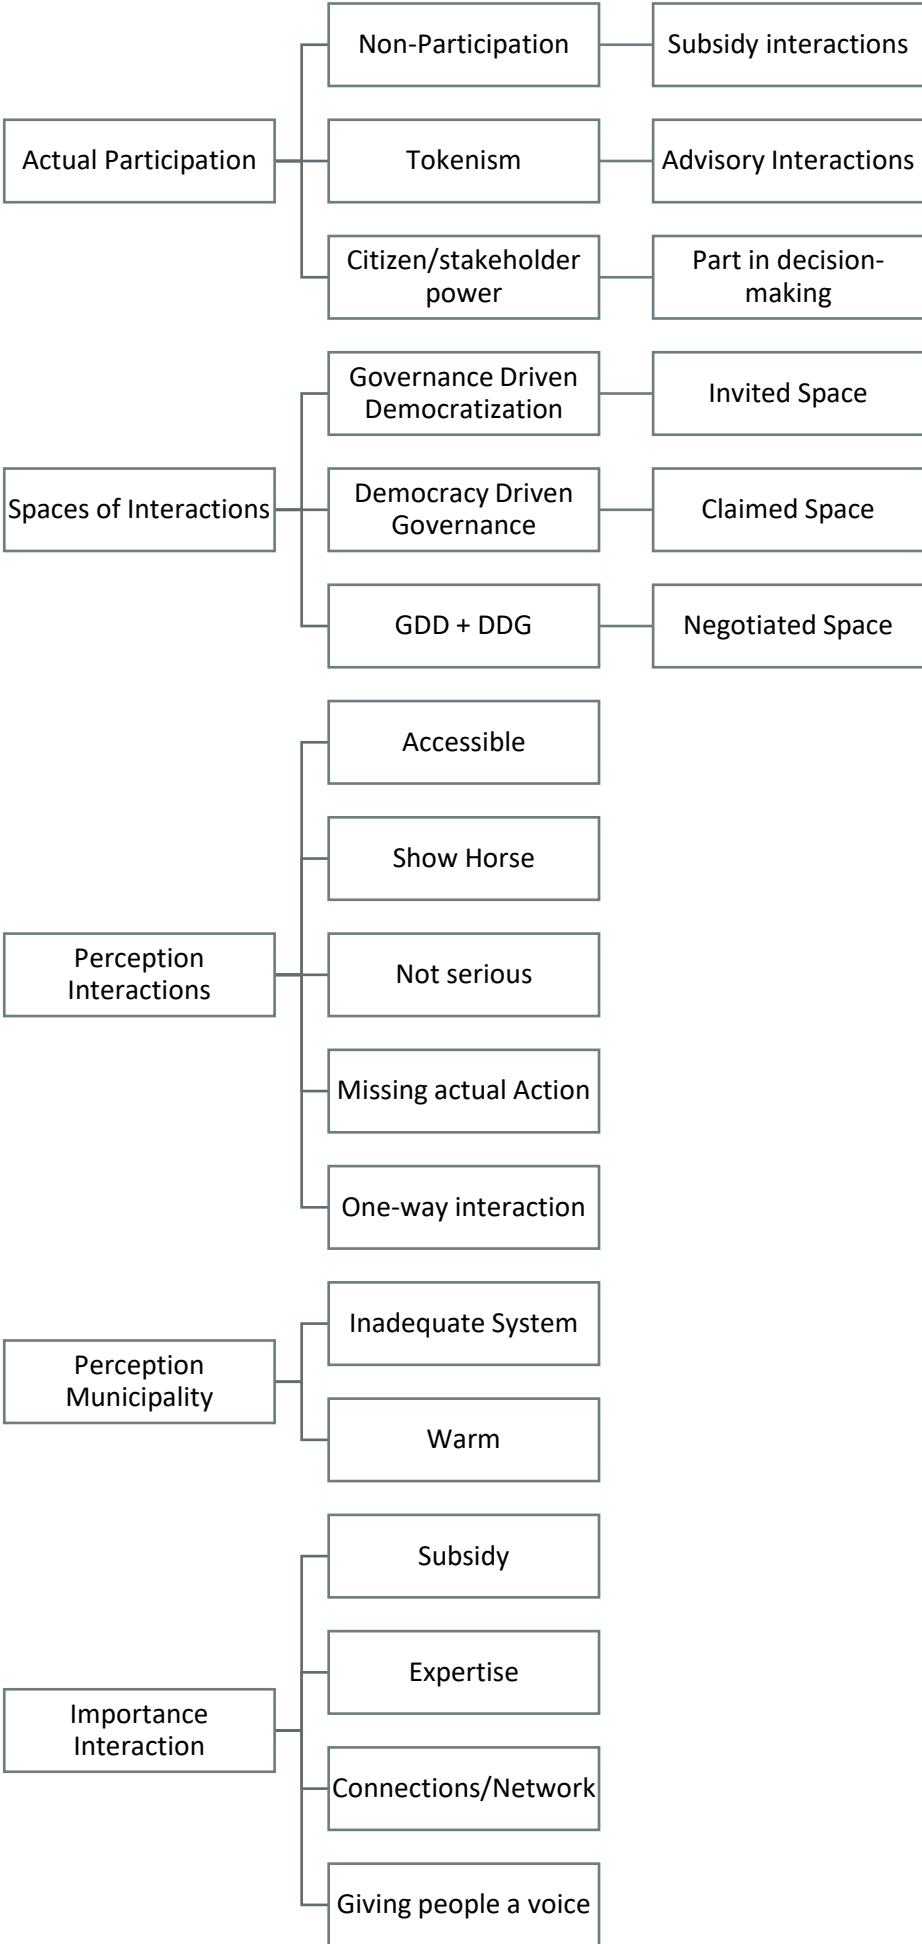 Non-Participation
Subsidy interactions
Actual Participation
Tokenism
Advisory Interactions
Citizen/stakeholder
power
Part in decision-
making
Governance Driven
Democratization
Invited Space
Spaces of Interactions
Democracy Driven
Governance
Claimed Space
GDD + DDG
Negotiated Space
Accessible
Show Horse
Perception
Interactions
Not serious
Missing actual Action
One-way interaction
Inadequate System
Perception
Municipality
Warm
Subsidy
Expertise
Importance
Interaction
Connections/Network
Giving people a voice